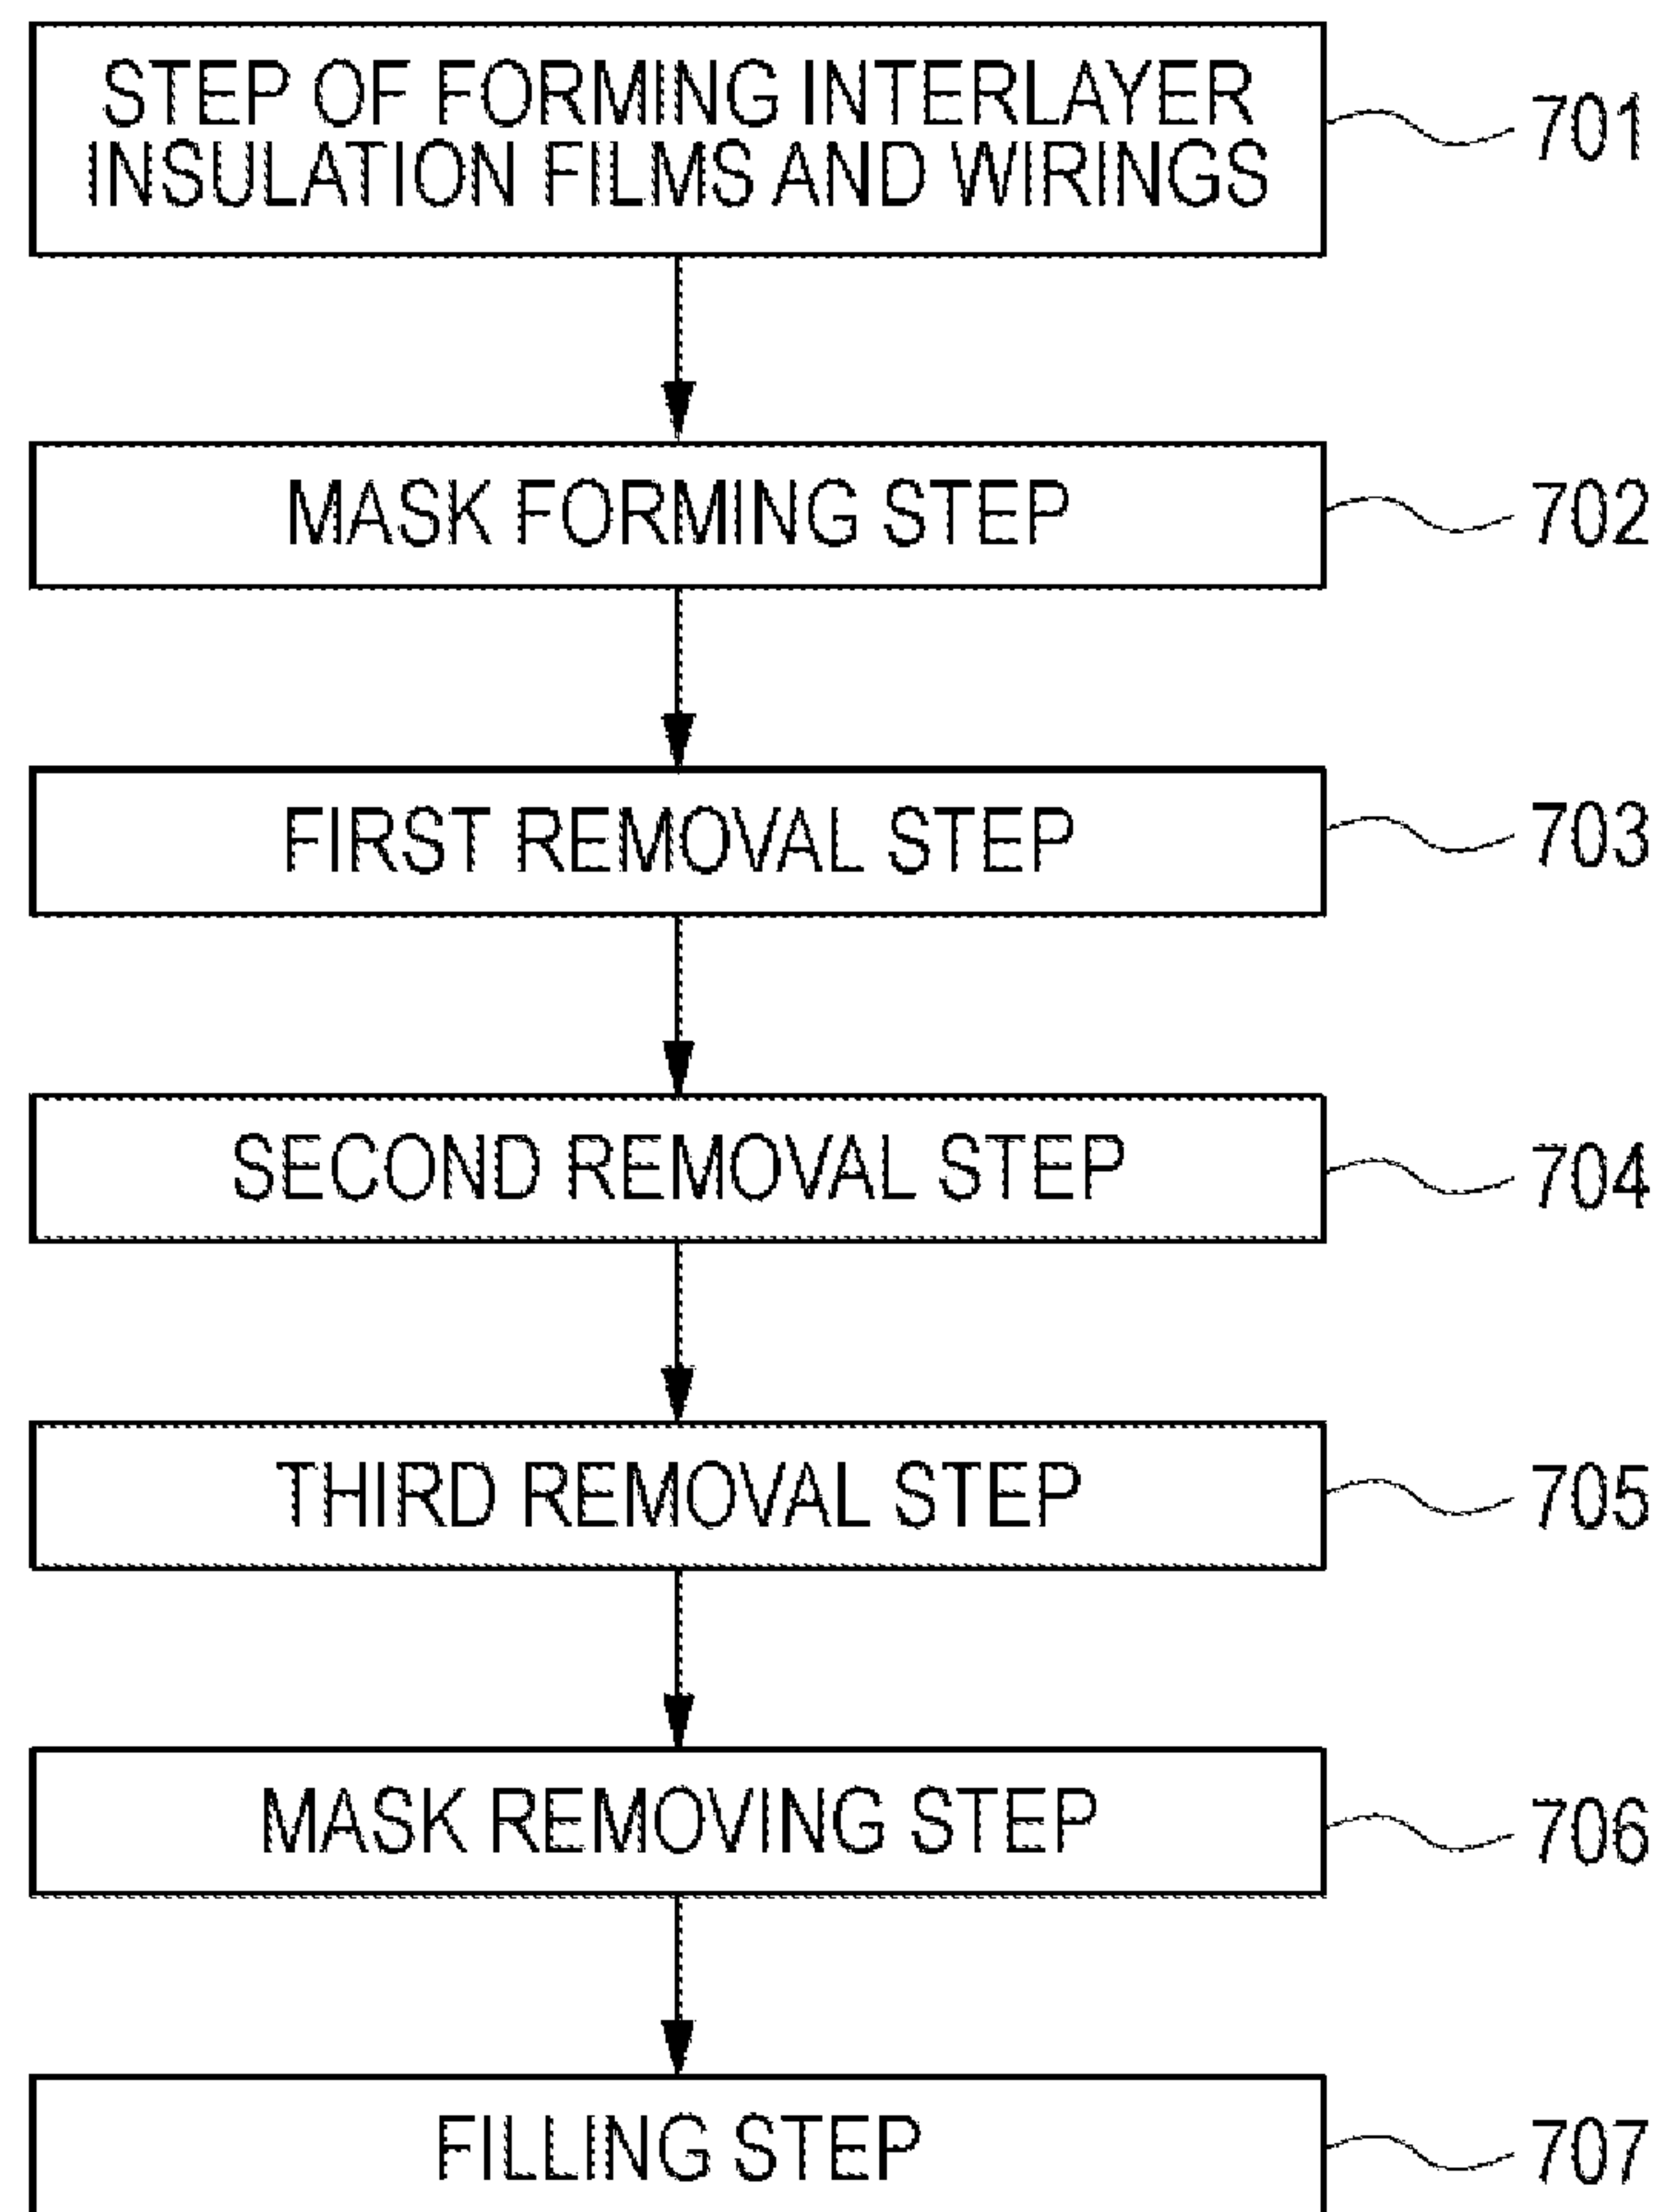 STEP OF FORMING INTERLAYER
INSULATION FILMS AND WIRINGS
701
MASK FORMING STEP
702
FIRST REMOVAL STEP
703
SECOND REMOVAL STEP
704
THIRD REMOVAL STEP
705
MASK REMOVING STEP
706
FILLING STEP
707